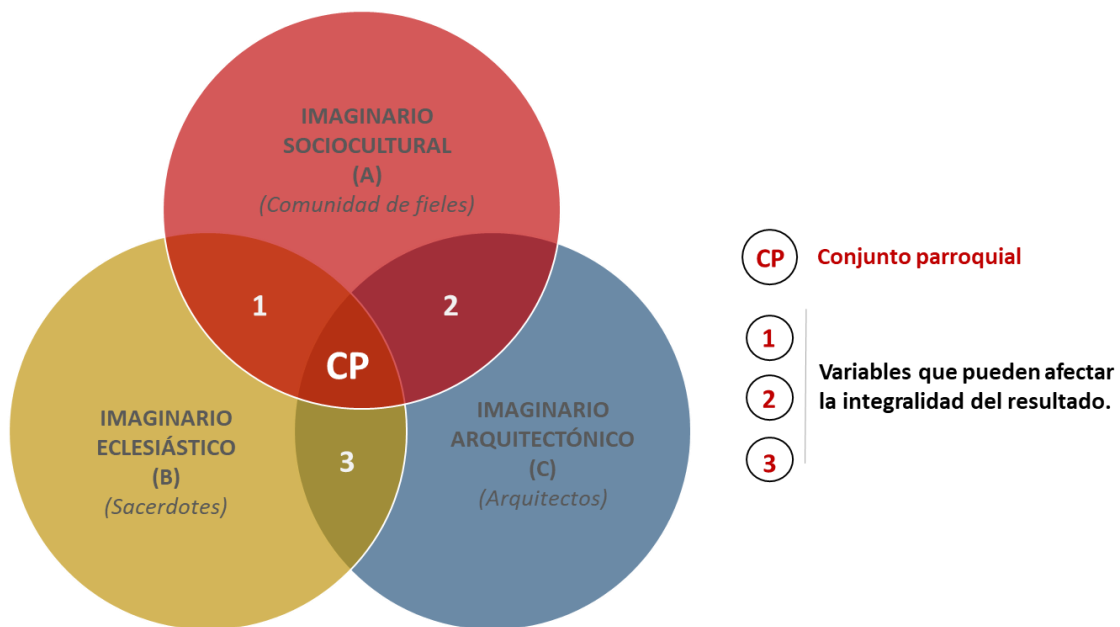 IMAGINARIO
SOCIOCULTURAL
(A)
(Comunidad de fieles)
1
2
CP
3
IMAGINARIO
ECLESIÁSTICO
(B)
(Sacerdotes)
IMAGINARIO
ARQUITECTÓNICO
(C)
(Arquitectos)
CP Conjunto parroquial
1
2
3
Variables que pueden afectar
la integralidad del resultado.